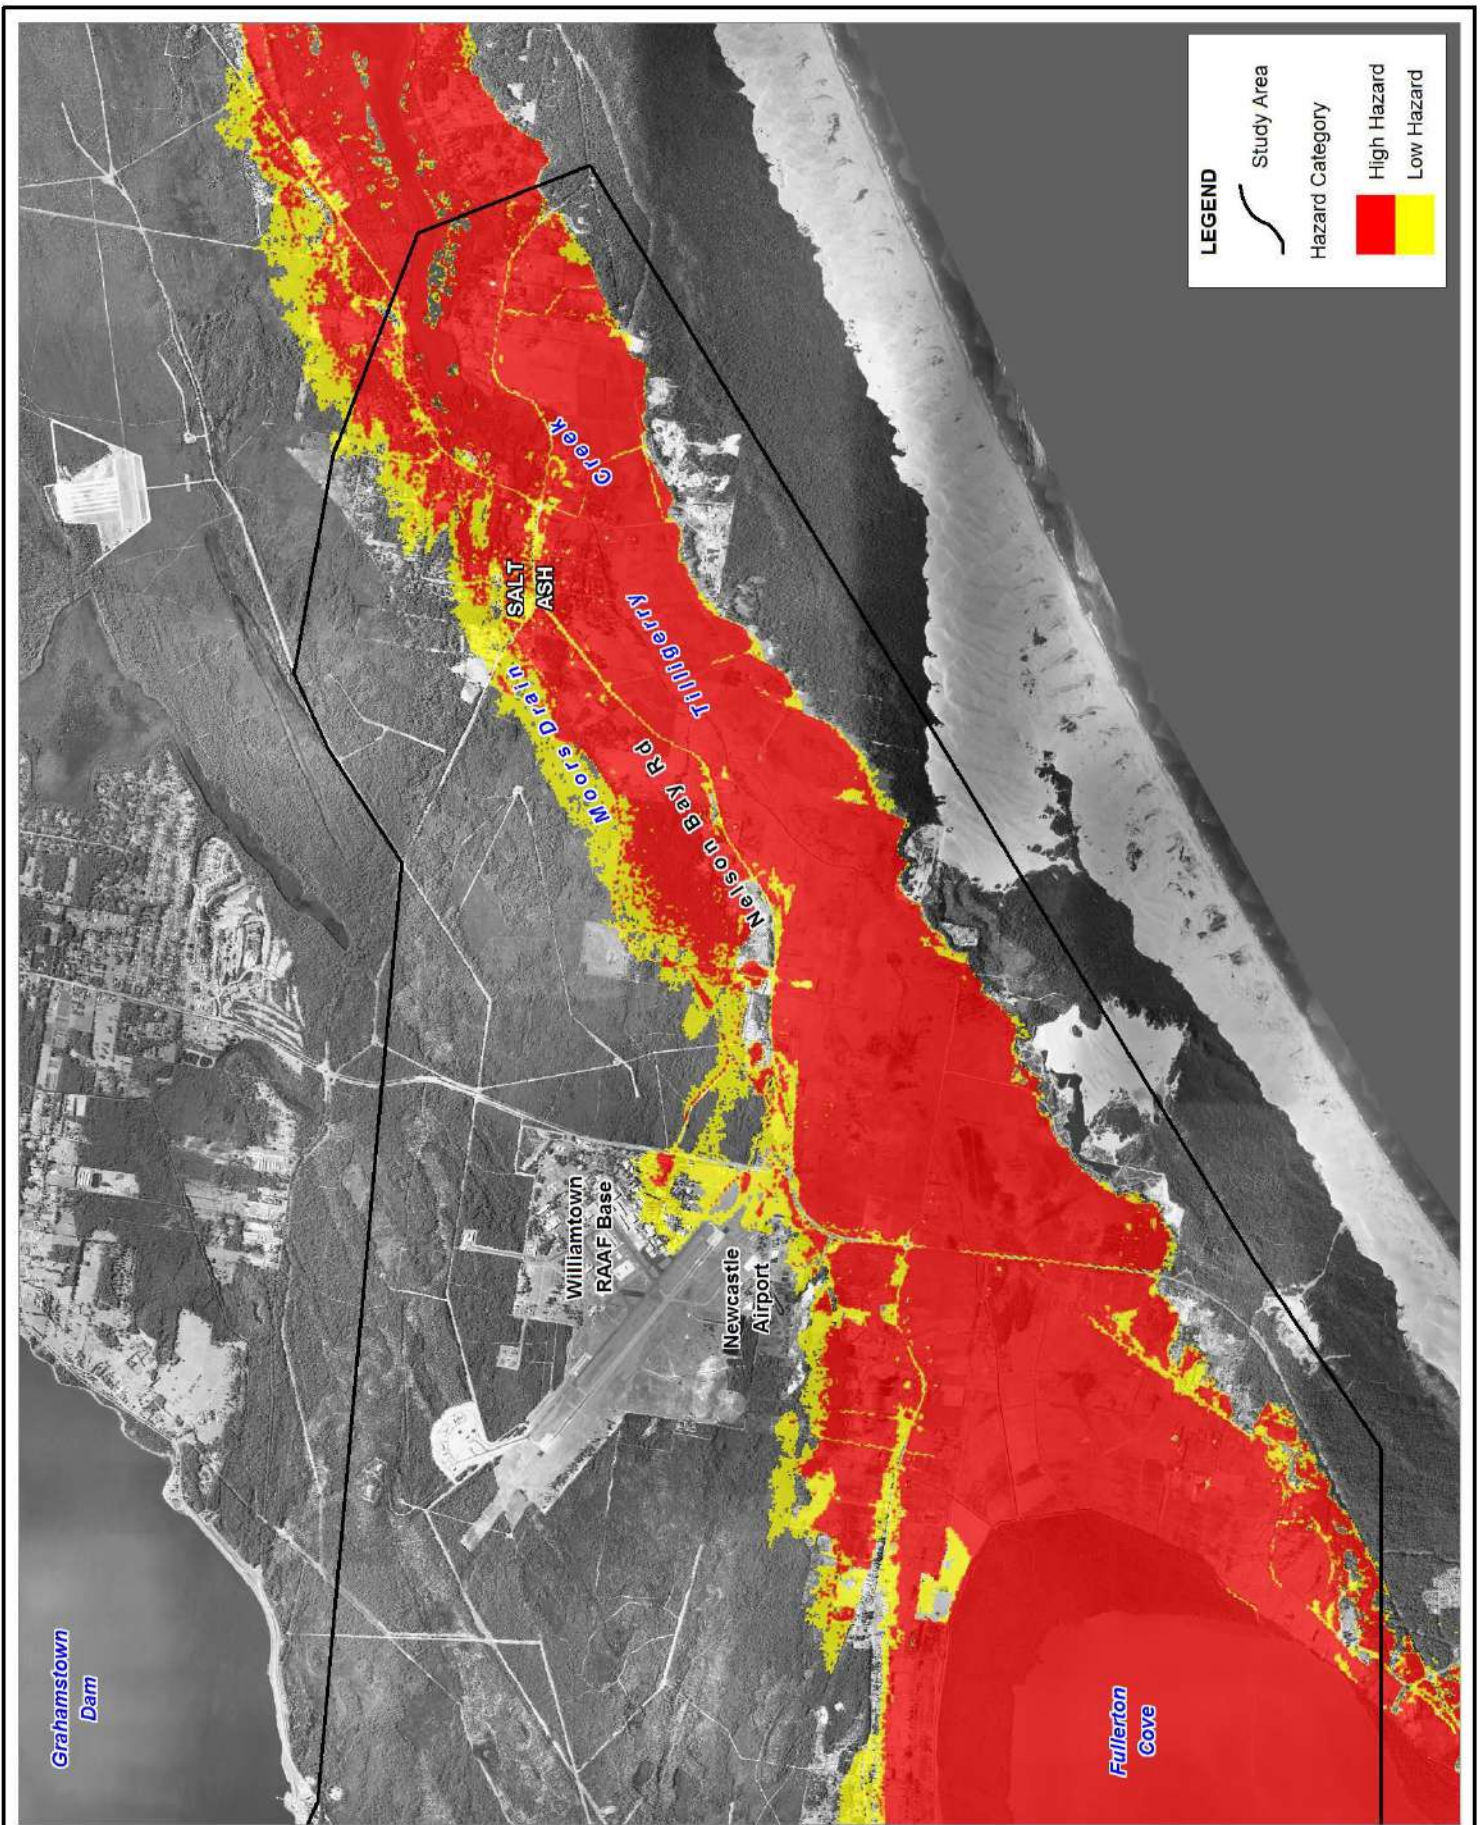 Grahamstown
Dam
Williamtown
RAAF Base
Newcastle
Airport
Moors Drain
SALT
ASH
Nelson Bay Rd
Tilligerry
Creek
Fullerton
Cove
LEGEND
Study Area
Hazard Category
High Hazard
Low Hazard